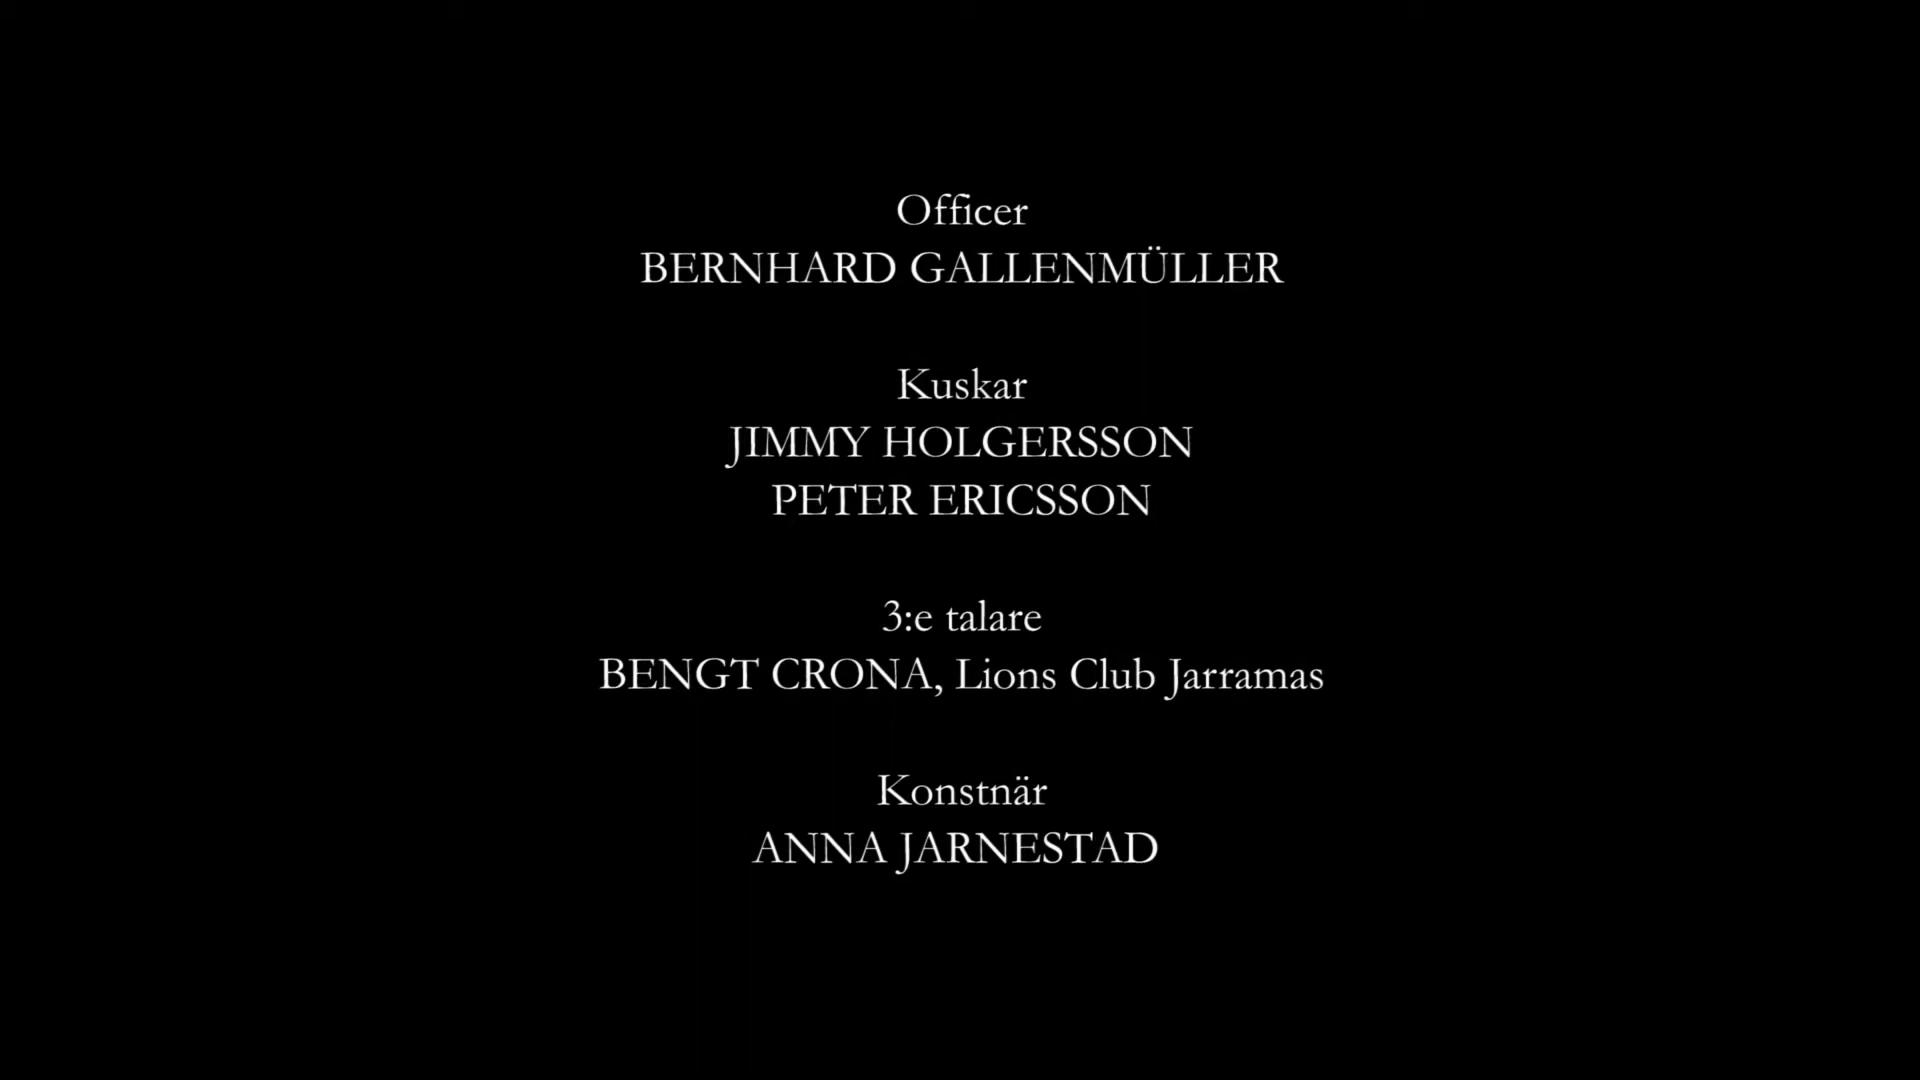 Officer
BERNHARD GALLENMÜLLER
Kuskar
JIMMY HOLGERSSON
PETER ERICSSON
3:e talare
BENGT CRONA, Lions Club Jarramas
Konstnär
ANNA JARNESTAD